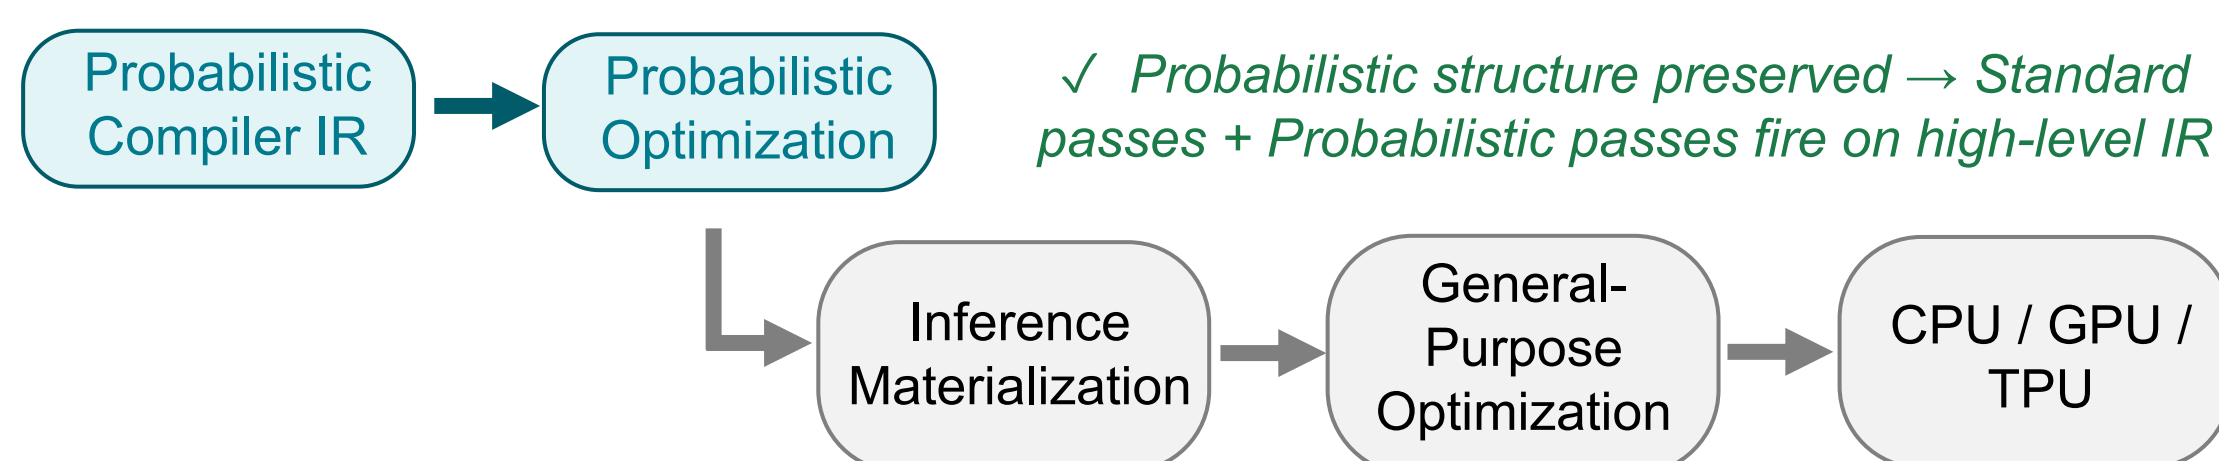 Probabilistic
Compiler IR
Probabilistic
Optimization
✓ Probabilistic structure preserved → Standard
passes + Probabilistic passes fire on high-level IR
Inference
Materialization
General-
Purpose
Optimization
CPU / GPU /
TPU